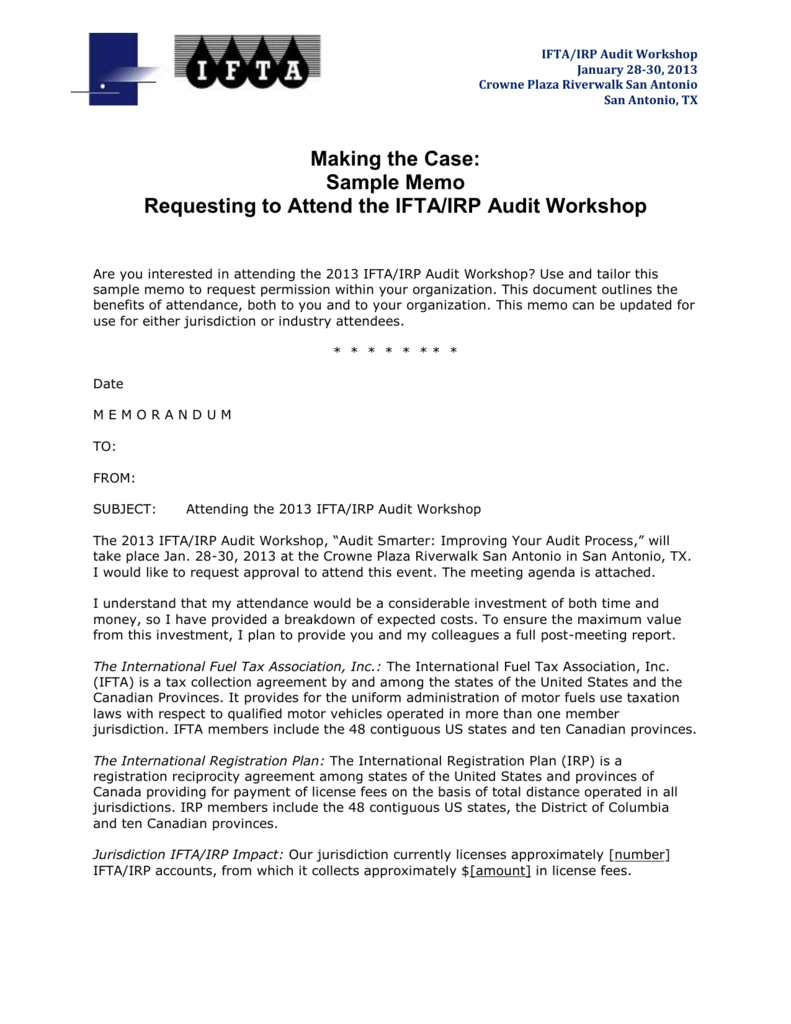 IFTA
IFTA/IRP Audit Workshop
January 28-30, 2013
Crowne Plaza Riverwalk San Antonio
San Antonio, TX
Making the Case:
Sample Memo
Requesting to Attend the IFTA/IRP Audit Workshop
Are you interested in attending the 2013 IFTA/IRP Audit Workshop? Use and tailor this
sample memo to request permission within your organization. This document outlines the
benefits of attendance, both to you and to your organization. This memo can be updated for
use for either jurisdiction or industry attendees.
* * * * * * * *
Date
M E M O R A N D U M
TO:
FROM:
SUBJECT: Attending the 2013 IFTA/IRP Audit Workshop
The 2013 IFTA/IRP Audit Workshop, “Audit Smarter: Improving Your Audit Process,” will
take place Jan. 28-30, 2013 at the Crowne Plaza Riverwalk San Antonio in San Antonio, TX.
I would like to request approval to attend this event. The meeting agenda is attached.
I understand that my attendance would be a considerable investment of both time and
money, so I have provided a breakdown of expected costs. To ensure the maximum value
from this investment, I plan to provide you and my colleagues a full post-meeting report.
The International Fuel Tax Association, Inc.: The International Fuel Tax Association, Inc.
(IFTA) is a tax collection agreement by and among the states of the United States and the
Canadian Provinces. It provides for the uniform administration of motor fuels use taxation
laws with respect to qualified motor vehicles operated in more than one member
jurisdiction. IFTA members include the 48 contiguous US states and ten Canadian provinces.
The International Registration Plan: The International Registration Plan (IRP) is a
registration reciprocity agreement among states of the United States and provinces of
Canada providing for payment of license fees on the basis of total distance operated in all
jurisdictions. IRP members include the 48 contiguous US states, the District of Columbia
and ten Canadian provinces.
Jurisdiction IFTA/IRP Impact: Our jurisdiction currently licenses approximately [number]
IFTA/IRP accounts, from which it collects approximately $[amount] in license fees.